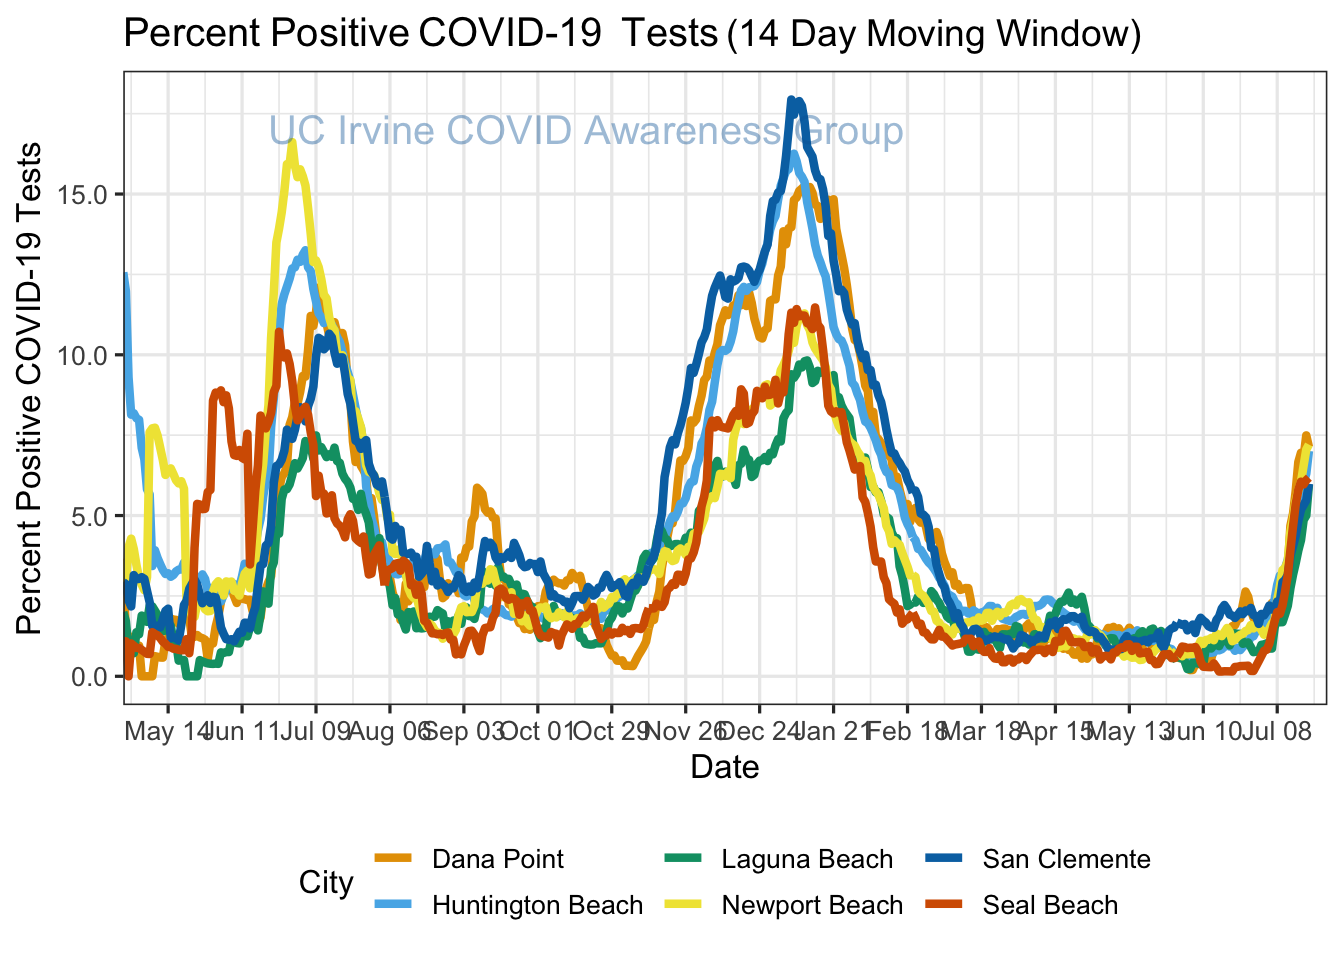 Percent Positive COVID-19 Tests (14 Day Moving Window)
UC Irvine COVID Awareness Group
Percent Positive COVID-19 Tests
15.0
10.0
5.0
0.0
May 14 Jun 11 Jul 09 Aug 06 Sep 03 Oct 01 Oct 29 Nov 26 Dec 24 Jan 21 Feb 18 Mar 18 Apr 15 May 13 Jun 10 Jul 08
Date
City
Dana Point Laguna Beach San Clemente
Huntington Beach Newport Beach Seal Beach